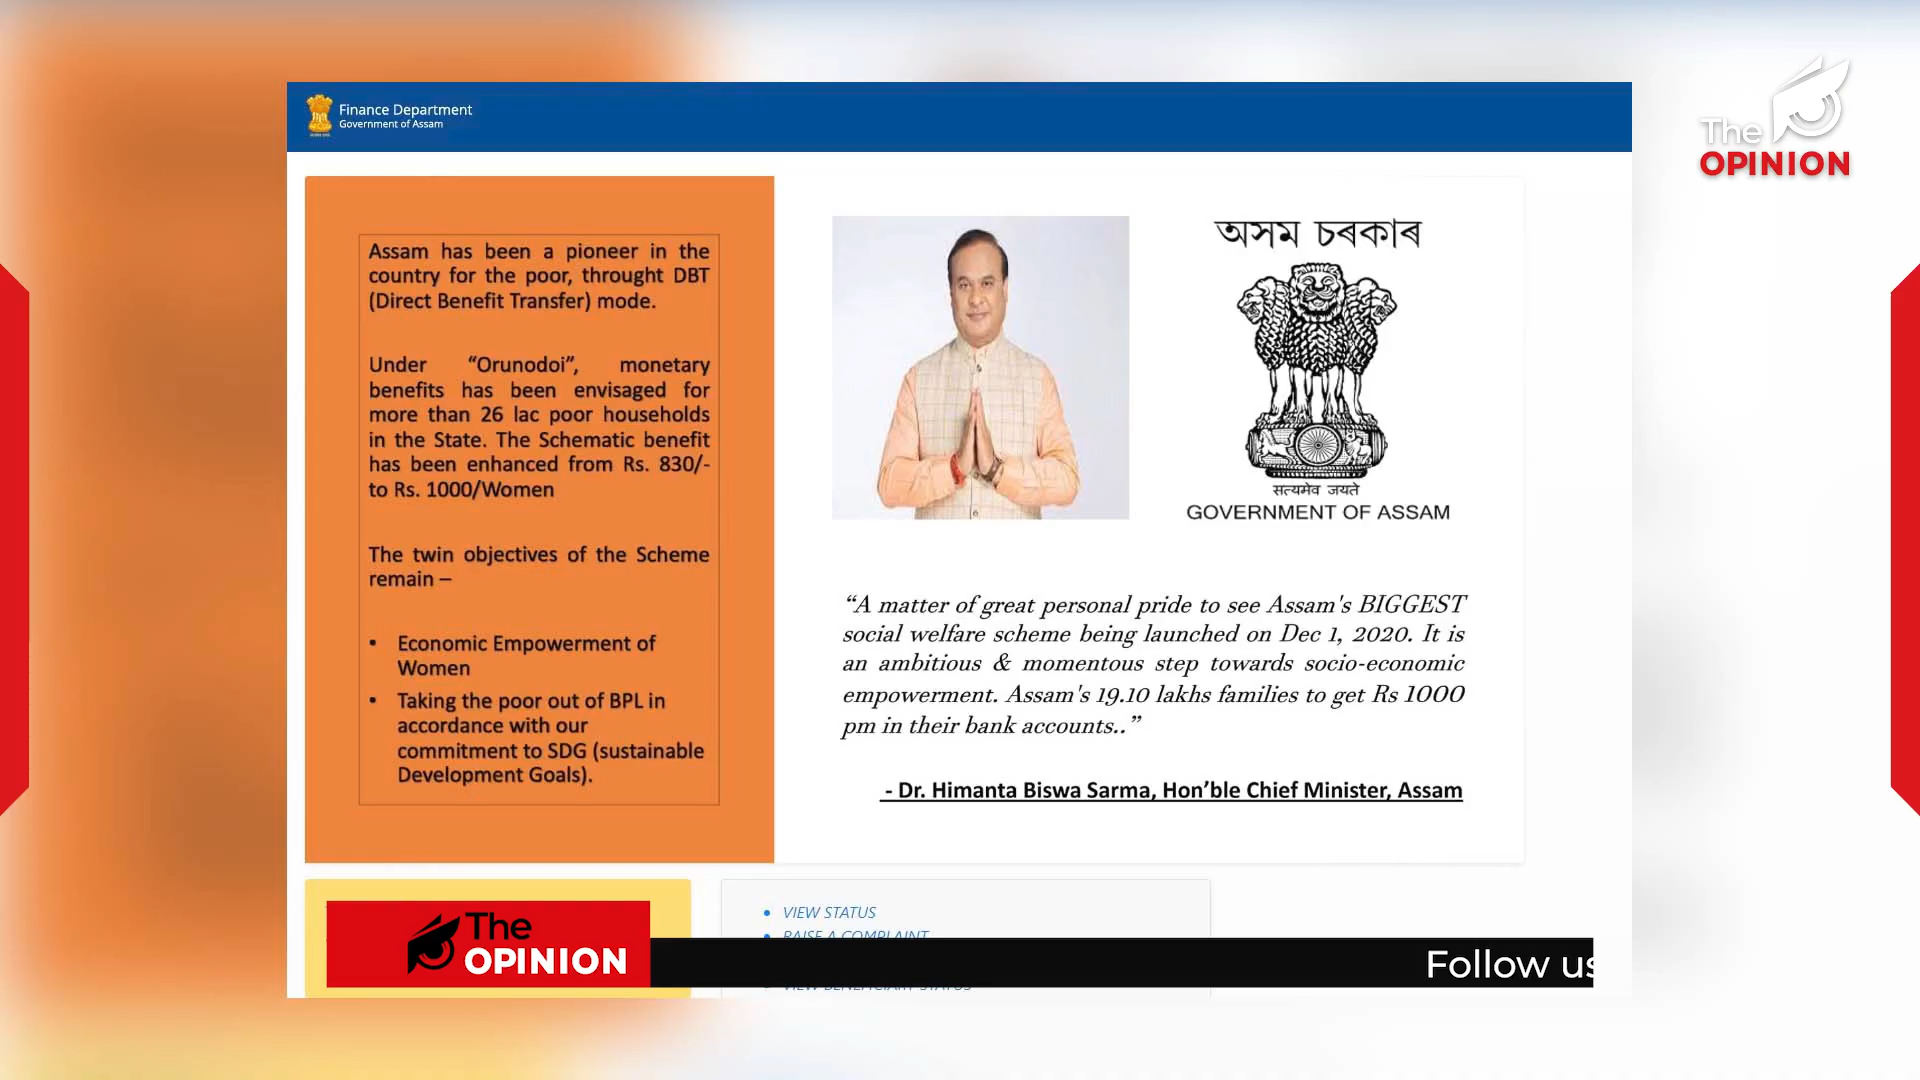 Finance Department
Government of Assam
The
OPINION
Assam has been a pioneer in the
country for the poor, throught DBT
(Direct Benefit Transfer) mode.
Under “Orunodoi”, monetary
benefits has been envisaged for
more than 26 lac poor households
in the State. The Schematic benefit
has been enhanced from Rs. 830/-
to Rs. 1000/Women
The twin objectives of the Scheme
remain –
• Economic Empowerment of
Women
• Taking the poor out of BPL in
accordance with our
commitment to SDG (sustainable
Development Goals).
অসম চৰকাৰ
सत्यमेव जयते
GOVERNMENT OF ASSAM
“A matter of great personal pride to see Assam's BIGGEST
social welfare scheme being launched on Dec 1, 2020. It is
an ambitious & momentous step towards socio-economic
empowerment. Assam's 19.10 lakhs families to get Rs 1000
pm in their bank accounts..”
- Dr. Himanta Biswa Sarma, Hon’ble Chief Minister, Assam
• VIEW STATUS
• RAISE A COMPLAINT
VIEW BENEFICIARY STATUS
The
OPINION
Follow us